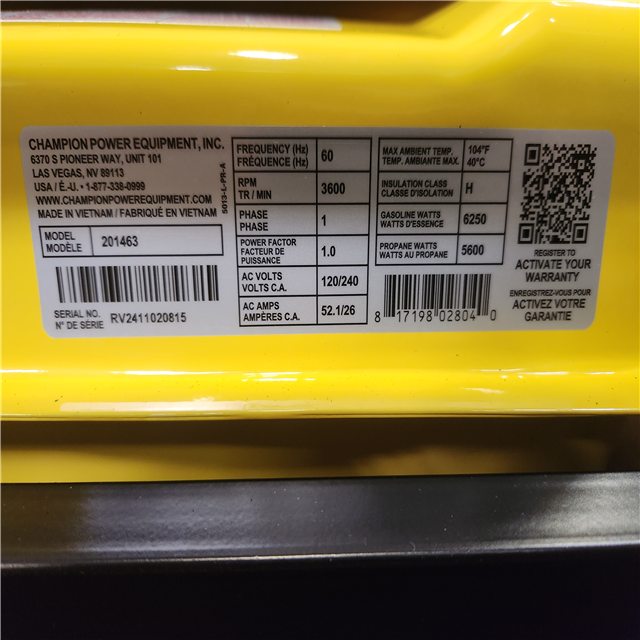 CHAMPION POWER EQUIPMENT, INC.
6370 S PIONEER WAY, UNIT 101
LAS VEGAS, NV 89113
USA / É.-U. • 1-877-338-0999
WWW.CHAMPIONPOWEREQUIPMENT.COM
MADE IN VIETNAM / FABRIQUÉ EN VIETNAM
5013-L-PR-A
MODEL
MODÈLE
201463
SERIAL NO.
N° DE SÉRIE
RV2411020815
FREQUENCY (Hz)
FRÉQUENCE (Hz)
60
RPM
TR / MIN
3600
PHASE
PHASE
1
POWER FACTOR
FACTEUR DE
PUISSANCE
1.0
AC VOLTS
VOLTS C.A.
120/240
AC AMPS
AMPÈRES C.A.
52.1/26
MAX AMBIENT TEMP.
TEMP. AMBIANTE MAX.
104°F
40°C
INSULATION CLASS
CLASSE D'ISOLATION
H
GASOLINE WATTS
WATTS D'ESSENCE
6250
PROPANE WATTS
WATTS AU PROPANE
5600
8 17198 02804 0
REGISTER TO
ACTIVATE YOUR
WARRANTY
ENREGISTREZ-VOUS POUR
ACTIVEZ VOTRE
GARANTIE